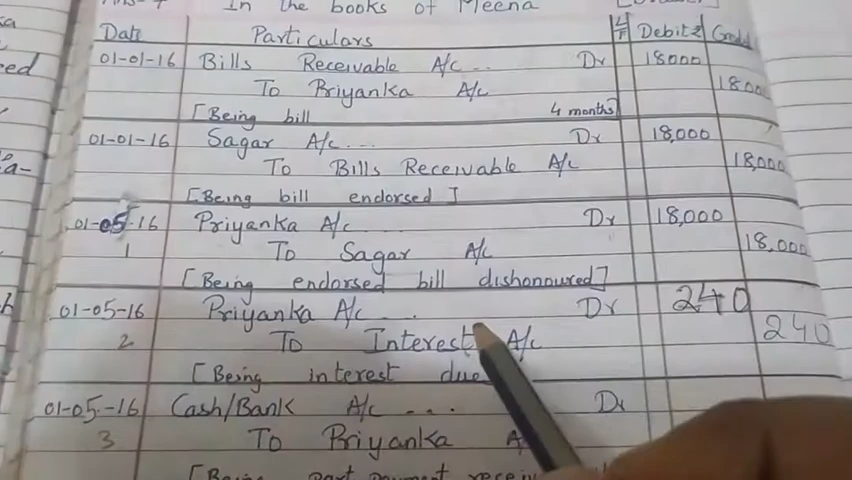 In the books of Meena
Date Particulars L/F Debit₹ Credit
01-01-16 Bills Receivable A/c... Dr 18000
To Priyanka A/c 18000
[Being bill 4 months]
01-01-16 Sagar A/c... Dr 18,000
To Bills Receivable A/c 18,000
[Being bill endorsed]
01-05-16 Priyanka A/c... Dr 18,000
1 To Sagar A/c 18,000
[Being endorsed bill dishonoured]
01-05-16 Priyanka A/c... Dr 240
2 To Interest A/c 240
[Being interest due
01-05-16 Cash/Bank A/c ... Dr
3 To Priyanka
[Being part payment